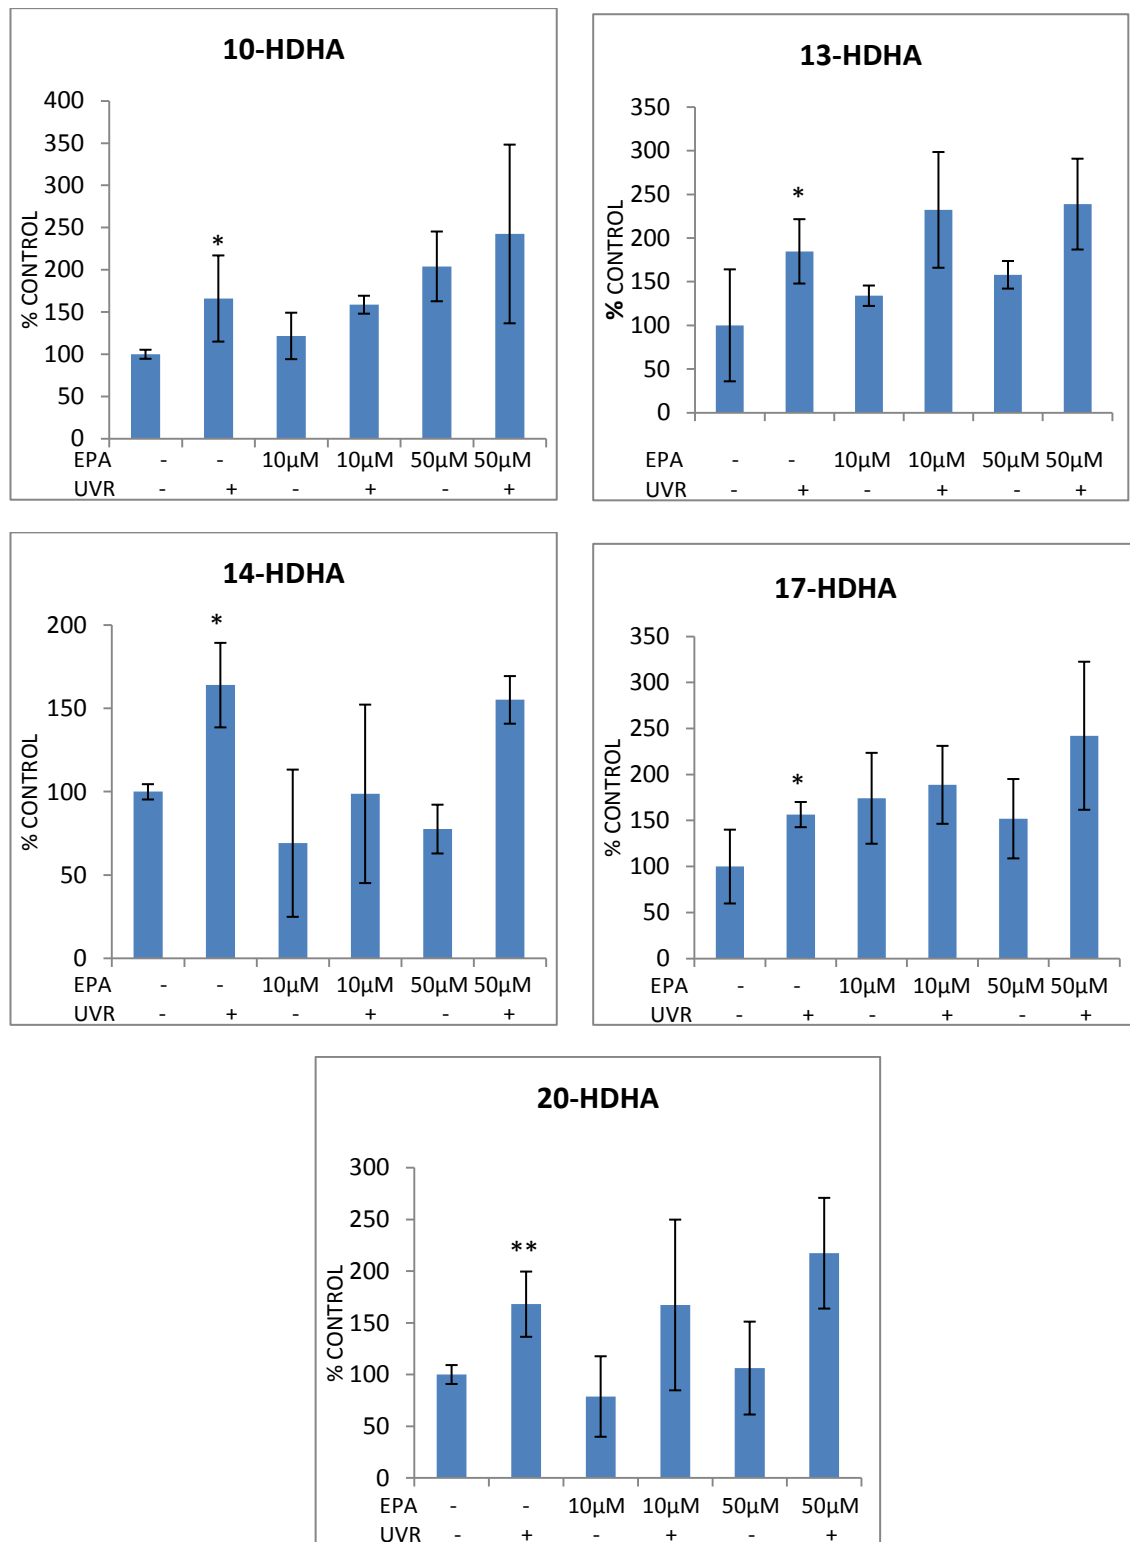 10-HDHA
400
350
300
250
200
150
100
50
0
% CONTROL
*
EPA - - 10µM 10µM 50µM 50µM
UVR - + - + - +
13-HDHA
350
300
250
200
150
100
50
0
% CONTROL
*
EPA - - 10µM 10µM 50µM 50µM
UVR - + - + - +
14-HDHA
200
150
100
50
0
% CONTROL
*
EPA - - 10µM 10µM 50µM 50µM
UVR - + - + - +
17-HDHA
350
300
250
200
150
100
50
0
% CONTROL
*
EPA - - 10µM 10µM 50µM 50µM
UVR - + - + - +
20-HDHA
300
250
200
150
100
50
0
% CONTROL
**
EPA - - 10µM 10µM 50µM 50µM
UVR - + - + - +